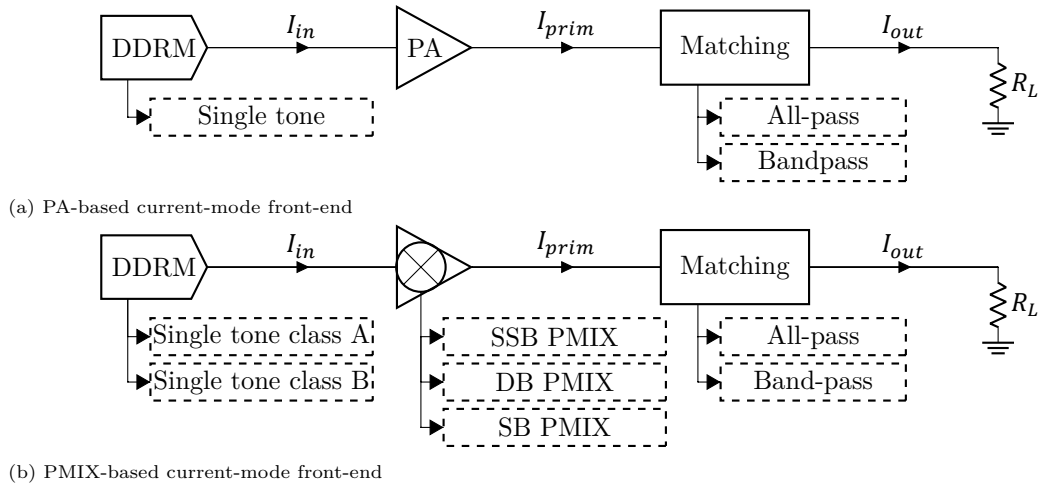 DDRM
I_in
PA
I_prim
Matching
I_out
R_L
Single tone
All-pass
Bandpass
(a) PA-based current-mode front-end
DDRM
I_in
I_prim
Matching
I_out
R_L
Single tone class A
SSB PMIX
All-pass
Single tone class B
DB PMIX
Band-pass
SB PMIX
(b) PMIX-based current-mode front-end